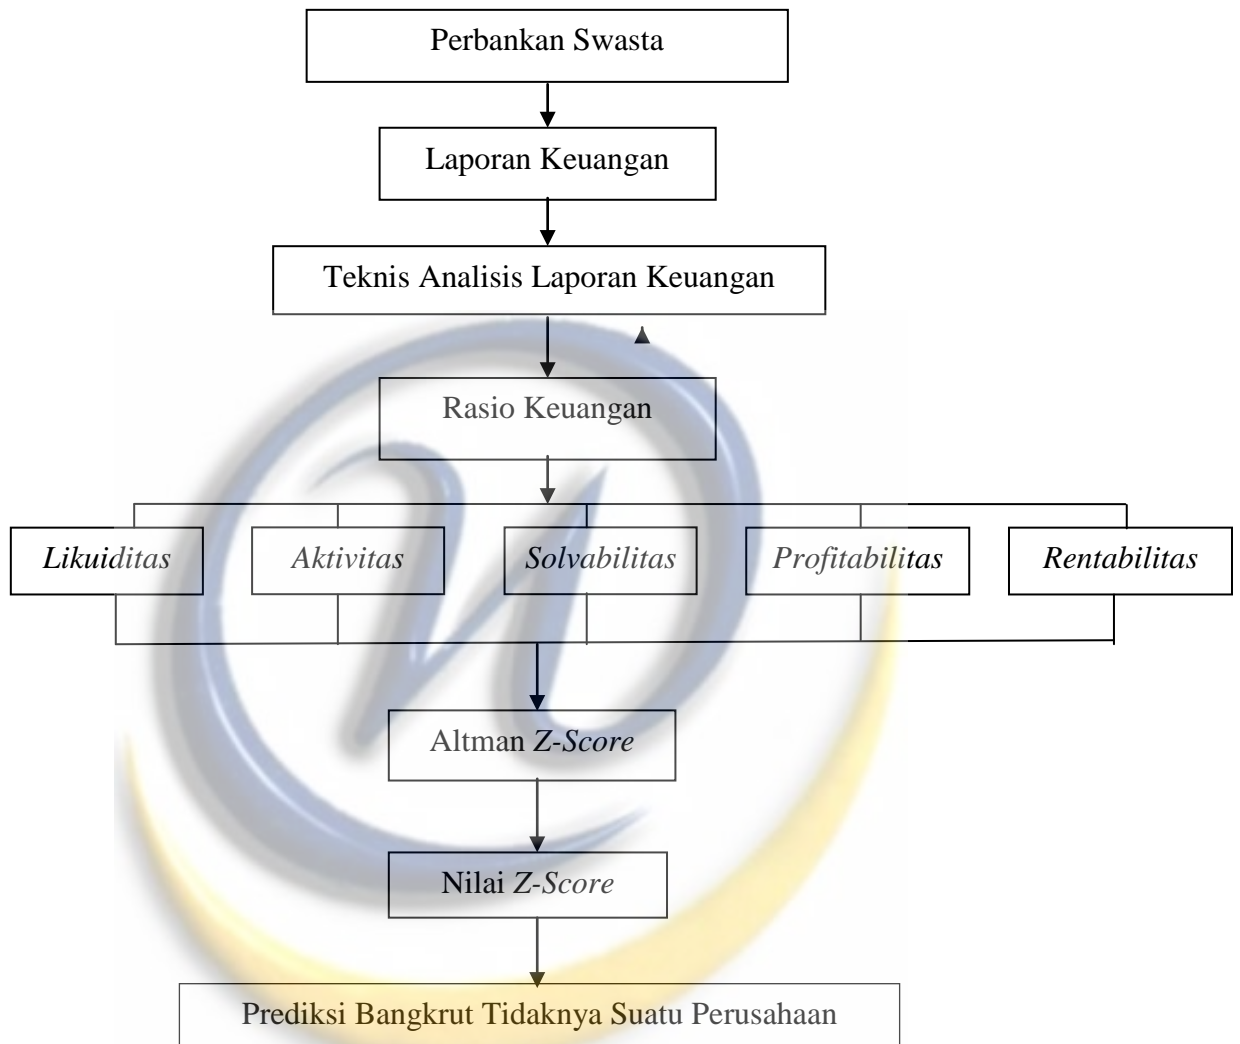 Perbankan Swasta
Laporan Keuangan
Teknis Analisis Laporan Keuangan
Rasio Keuangan
Likuiditas
Aktivitas
Solvabilitas
Profitabilitas
Rentabilitas
Altman Z-Score
Nilai Z-Score
Prediksi Bangkrut Tidaknya Suatu Perusahaan